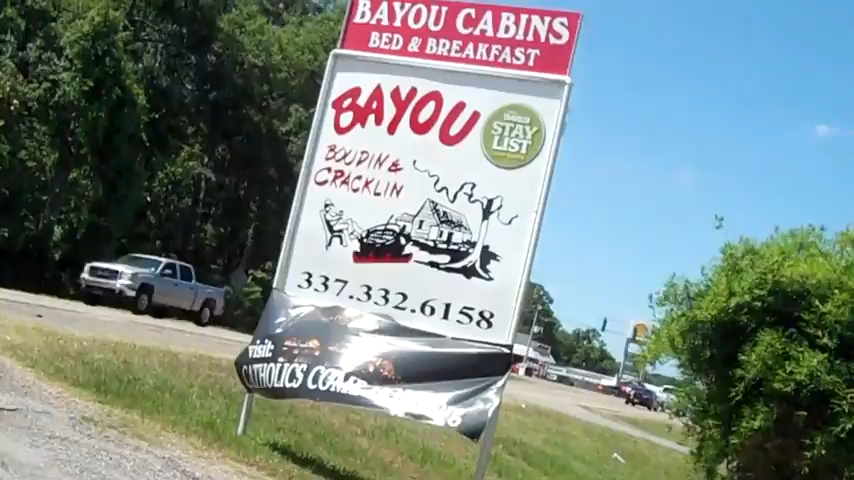 BAYOU CABINS
BED & BREAKFAST
BAYOU
STAY
LIST
BOUDIN &
CRACKLIN
337.332.6158
visit:
CATHOLICS